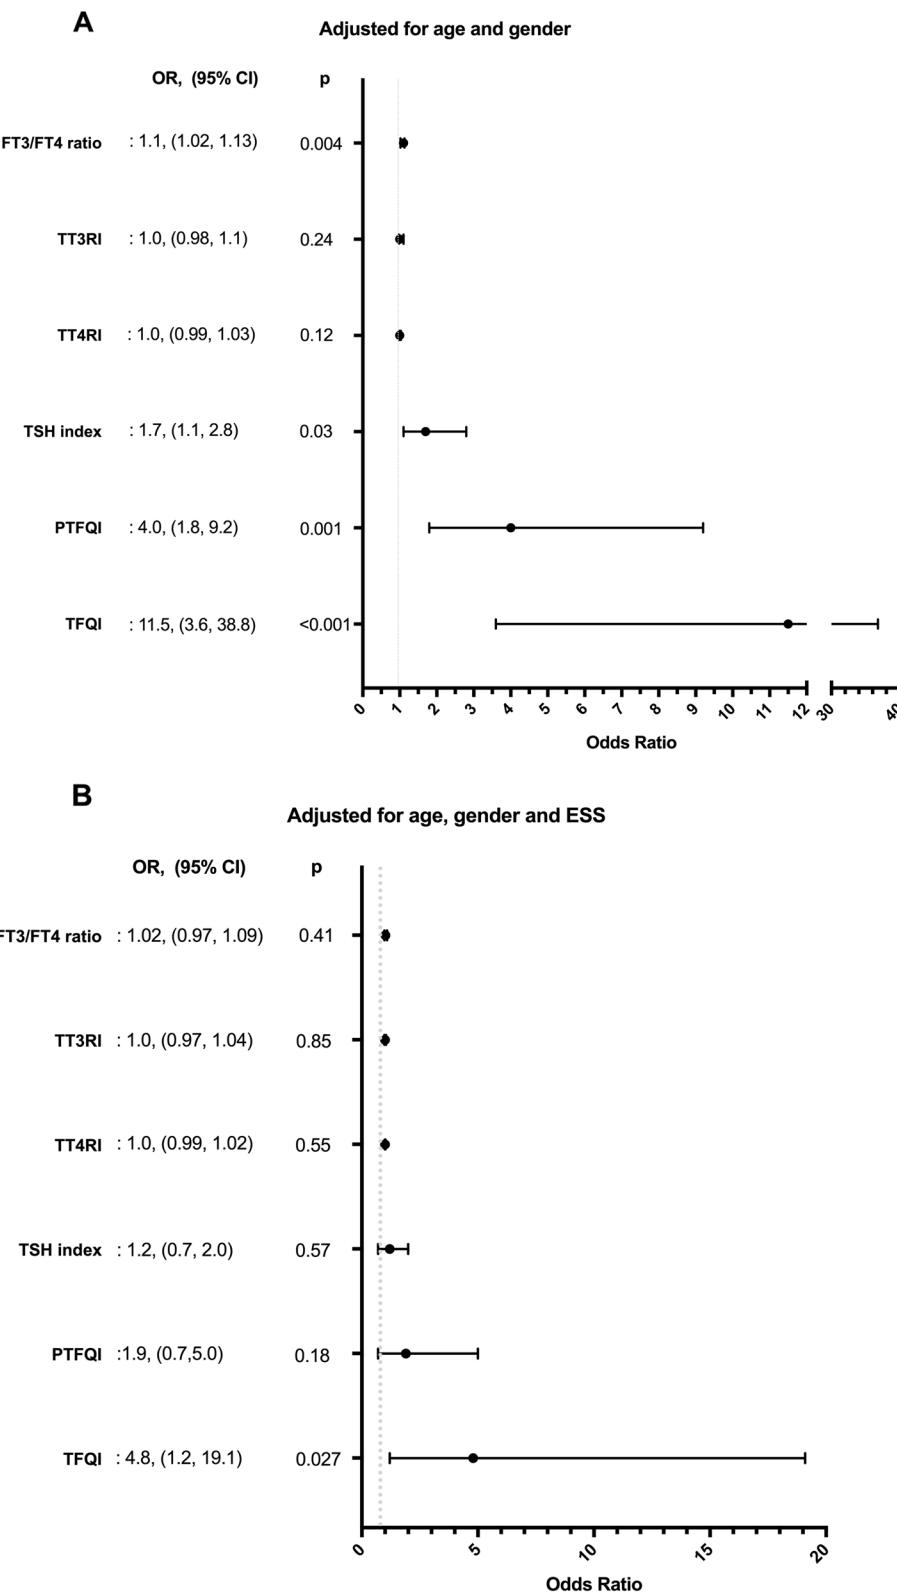 A
Adjusted for age and gender
OR, (95% CI) p
FT3/FT4 ratio : 1.1, (1.02, 1.13) 0.004
TT3RI : 1.0, (0.98, 1.1) 0.24
TT4RI : 1.0, (0.99, 1.03) 0.12
TSH index : 1.7, (1.1, 2.8) 0.03
PTFQI : 4.0, (1.8, 9.2) 0.001
TFQI : 11.5, (3.6, 38.8) <0.001
0 1 2 3 4 5 6 7 8 9 10 11 12 30 40
Odds Ratio
B
Adjusted for age, gender and ESS
OR, (95% CI) p
FT3/FT4 ratio : 1.02, (0.97, 1.09) 0.41
TT3RI : 1.0, (0.97, 1.04) 0.85
TT4RI : 1.0, (0.99, 1.02) 0.55
TSH index : 1.2, (0.7, 2.0) 0.57
PTFQI :1.9, (0.7,5.0) 0.18
TFQI : 4.8, (1.2, 19.1) 0.027
0 5 10 15 20
Odds Ratio